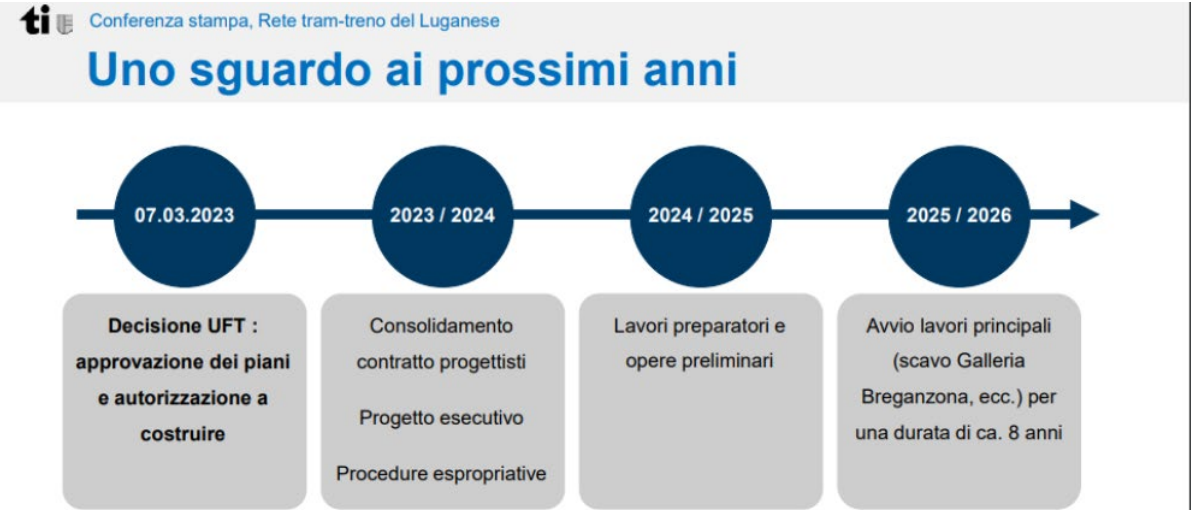 ti
Conferenza stampa, Rete tram-treno del Luganese
Uno sguardo ai prossimi anni
07.03.2023
2023 / 2024
2024 / 2025
2025 / 2026
Decisione UFT :
approvazione dei piani
e autorizzazione a
costruire
Consolidamento
contratto progettisti
Progetto esecutivo
Procedure espropriative
Lavori preparatori e
opere preliminari
Avvio lavori principali
(scavo Galleria
Breganzona, ecc.) per
una durata di ca. 8 anni